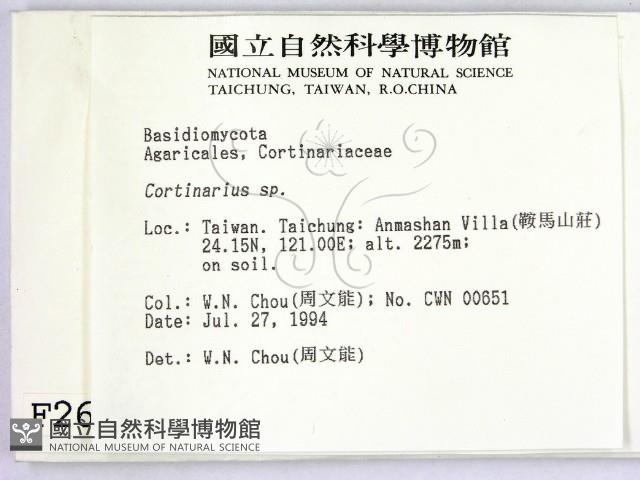 國立自然科學博物館
NATIONAL MUSEUM OF NATURAL SCIENCE
TAICHUNG, TAIWAN, R.O.CHINA
Basidiomycota
Agaricales, Cortinariaceae
Cortinarius sp.
Loc.: Taiwan. Taichung: Anmashan Villa(鞍馬山莊)
24.15N, 121.00E; alt. 2275m;
on soil.
Col.: W.N. Chou(周文能); No. CWN 00651
Date: Jul. 27, 1994
Det.: W.N. Chou(周文能)
F26
國立自然科學博物館
NATIONAL MUSEUM OF NATURAL SCIENCE